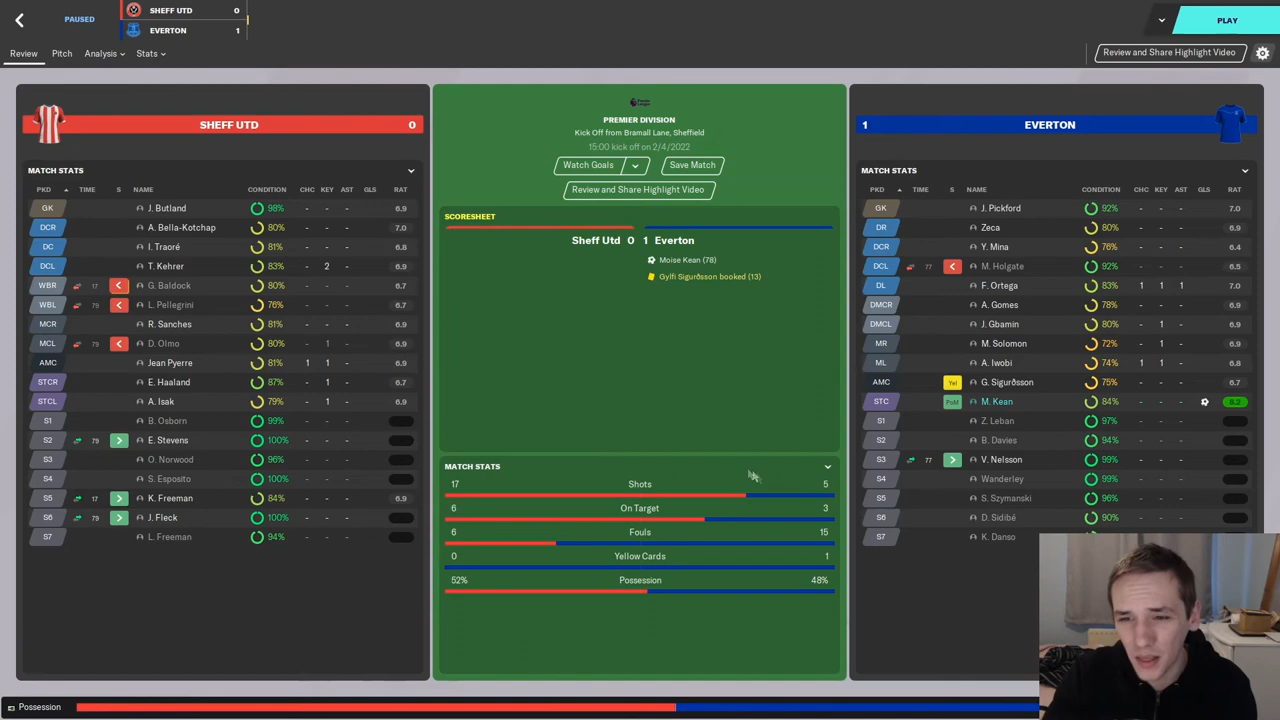 PAUSED
SHEFF UTD 0
EVERTON 1
PLAY
Review Pitch Analysis Stats
Review and Share Highlight Video
SHEFF UTD 0
MATCH STATS
PKD TIME S NAME CONDITION CHC KEY AST GLS RAT
GK J. Butland 98% - - - 6.9
DCR A. Bella-Kotchap 80% - - - 7.0
DC I. Traoré 81% - - - 6.8
DCL T. Kehrer 83% - 2 - 6.9
WBR 17 G. Baldock 80% - - - 6.7
WBL 79 L. Pellegrini 76% - - - 6.7
MCR R. Sanches 81% - - - 6.9
MCL 79 D. Olmo 80% - 1 - 6.9
AMC Jean Pyerre 81% 1 1 - 6.9
STCR E. Haaland 87% - 1 - 6.7
STCL A. Isak 79% - 1 - 6.9
S1 B. Osborn 99% - - -
S2 79 E. Stevens 100% - - -
S3 O. Norwood 96% - - -
S4 S. Esposito 100% - - -
S5 17 K. Freeman 84% - - - 6.9
S6 79 J. Fleck 100% - - -
S7 L. Freeman 94% - - -
PREMIER DIVISION
Kick Off from Bramall Lane, Sheffield
15:00 kick off on 2/4/2022
Watch Goals Save Match
Review and Share Highlight Video
SCORESHEET
Sheff Utd 0 1 Everton
Moise Kean (78)
Gylfi Sigurðsson booked (13)
MATCH STATS
17 Shots 5
6 On Target 3
6 Fouls 15
0 Yellow Cards 1
52% Possession 48%
1 EVERTON
MATCH STATS
PKD TIME S NAME CONDITION CHC KEY AST GLS RAT
GK J. Pickford 92% - - - 7.0
DR Zeca 80% - - - 6.9
DCR Y. Mina 76% - - - 6.4
DCL 77 M. Holgate 92% - - - 6.5
DL F. Ortega 83% 1 1 1 7.0
DMCR A. Gomes 78% - - - 6.9
DMCL J. Gbamin 80% - 1 - 6.9
MR M. Solomon 72% - 1 - 6.9
ML A. Iwobi 74% 1 1 - 6.8
AMC Yel G. Sigurðsson 75% - - - 6.7
STC PoM M. Kean 84% - - - 8.2
S1 Z. Leban 97% - - -
S2 B. Davies 94% - - -
S3 77 V. Nelsson 99% - - -
S4 Wanderley 99% - - -
S5 S. Szymanski 96% - - -
S6 D. Sidibé 90% - - -
S7 K. Danso
Possession